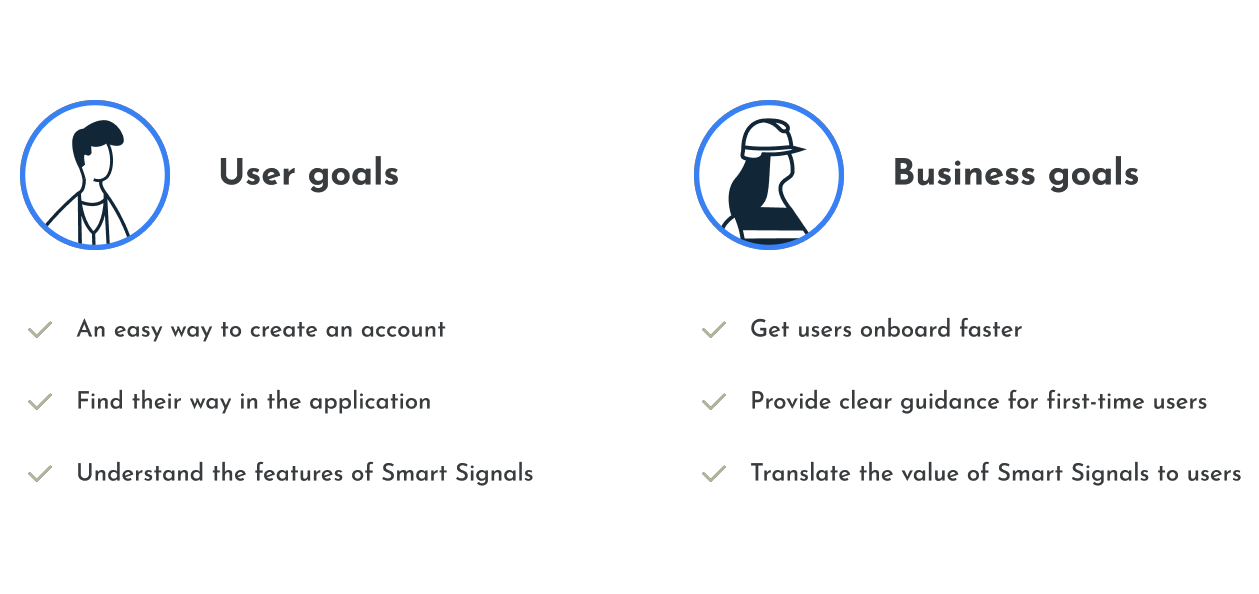 User goals
An easy way to create an account
Find their way in the application
Understand the features of Smart Signals
Business goals
Get users onboard faster
Provide clear guidance for first-time users
Translate the value of Smart Signals to users